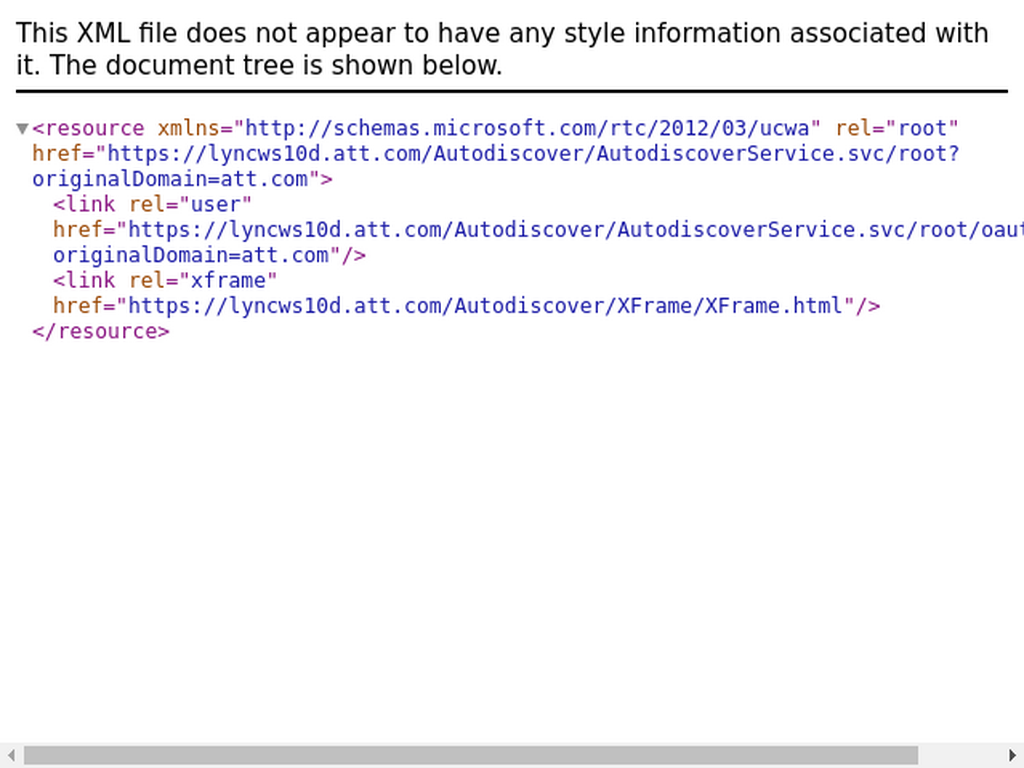 This XML file does not appear to have any style information associated with
it. The document tree is shown below.
▼<resource xmlns="http://schemas.microsoft.com/rtc/2012/03/ucwa" rel="root"
href="https://lyncws10d.att.com/Autodiscover/AutodiscoverService.svc/root?
originalDomain=att.com">
<link rel="user"
href="https://lyncws10d.att.com/Autodiscover/AutodiscoverService.svc/root/oaut
originalDomain=att.com"/>
<link rel="xframe"
href="https://lyncws10d.att.com/Autodiscover/XFrame/XFrame.html"/>
</resource>